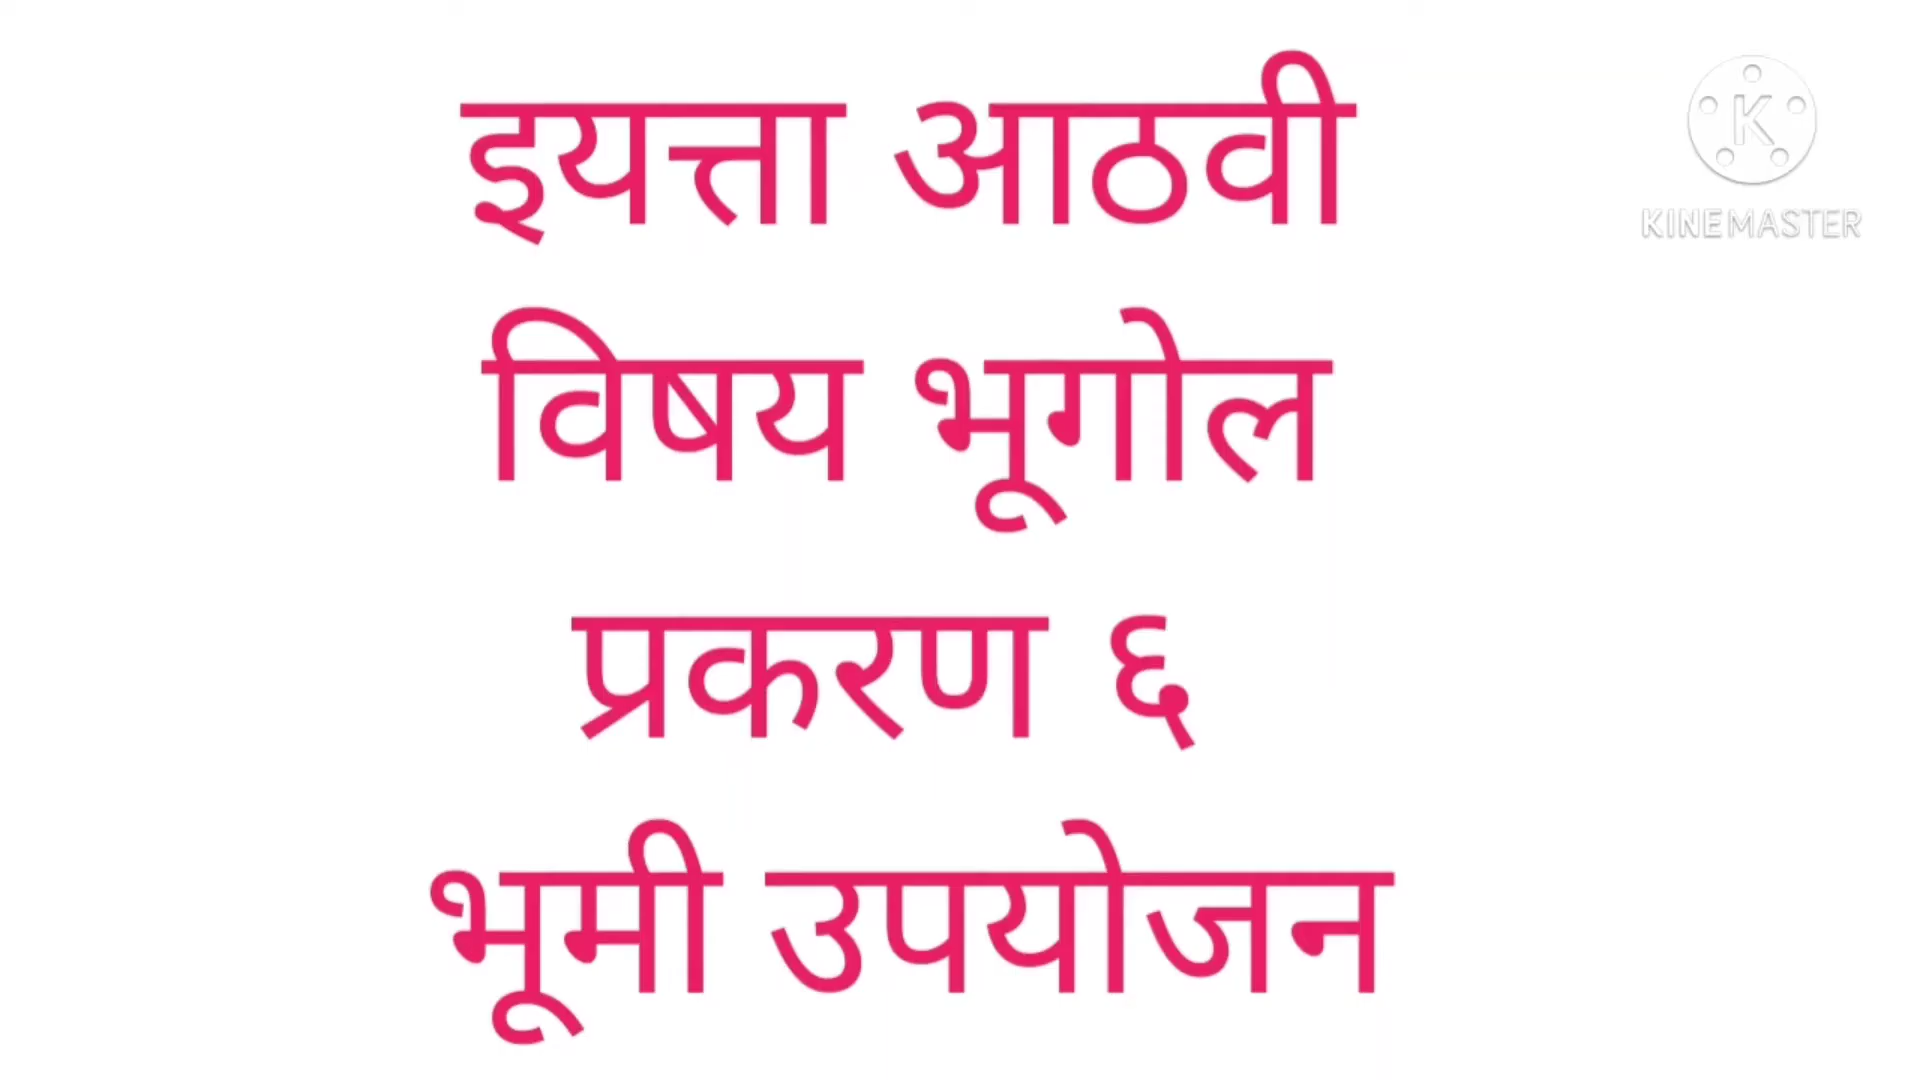 इयत्ता आठवी
K
KINEMASTER
विषय भूगोल
प्रकरण ६
भूमी उपयोजन